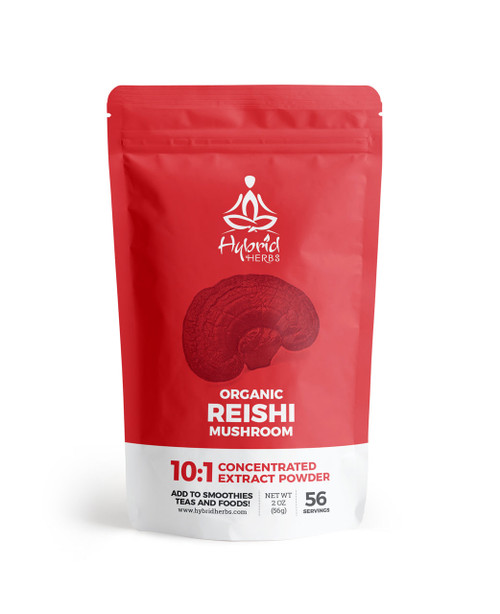 Hybrid
HERBS
ORGANIC
REISHI
MUSHROOM
10:1 CONCENTRATED
EXTRACT POWDER
ADD TO SMOOTHIES
TEAS AND FOODS!
www.hybridherbs.com
NET WT
2 OZ
(56g)
56
SERVINGS